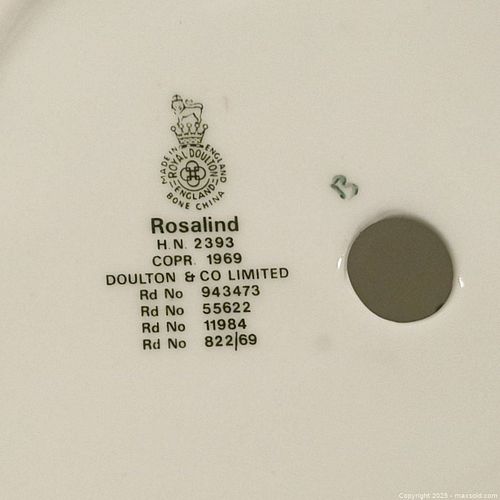 MADE IN ENGLAND
ROYAL DOULTON
ENGLAND
BONE CHINA
B
Rosalind
H.N. 2393
COPR. 1969
DOULTON & CO LIMITED
Rd No 943473
Rd No 55622
Rd No 11984
Rd No 822/69
Copyright 2025 - maxsold.com